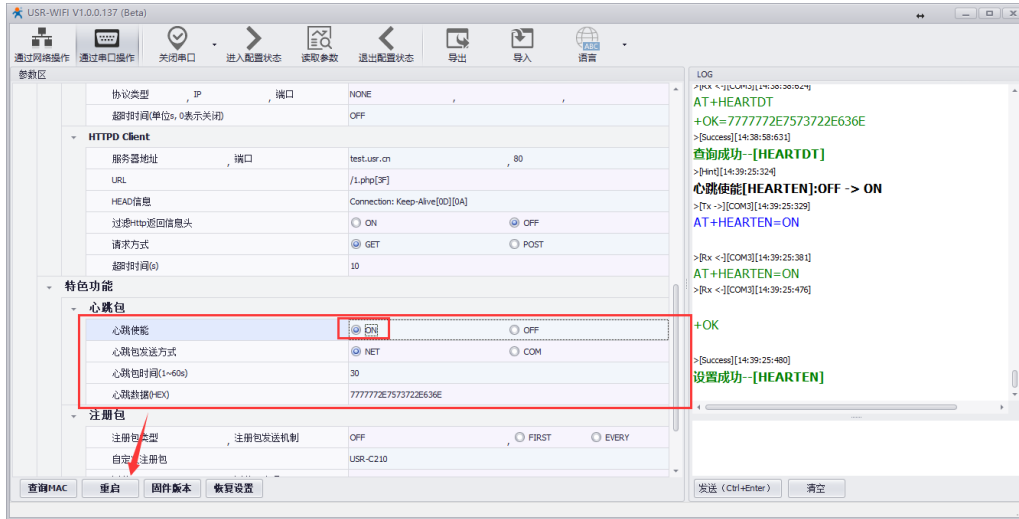 USR-WIFI V1.0.0.137 (Beta)
通过网络操作 通过串口操作 关闭串口 进入配置状态 读取参数 退出配置状态 导出 导入 语言
ABC
参数区
协议类型 , IP , 端口 NONE , ,
超时时间(单位s, 0表示关闭) OFF
HTTPD Client
服务器地址 , 端口 test.usr.cn , 80
URL /1.php[3F]
HEAD信息 Connection: Keep-Alive[0D][0A]
过滤Http返回信息头 ON OFF
请求方式 GET POST
超时时间(s) 10
特色功能
心跳包
心跳使能 ON OFF
心跳包发送方式 NET COM
心跳包时间(1~60s) 30
心跳数据(HEX) 7777772E7573722E636E
注册包
注册包类型 , 注册包发送机制 OFF , FIRST EVERY
自定义注册包 USR-C210
查询MAC 重启 固件版本 恢复设置
LOG
>[Rx <-][COM3][14:38:58:624]
AT+HEARTDT
+OK=7777772E7573722E636E
>[Success][14:38:58:631]
查询成功--[HEARTDT]
>[Hint][14:39:25:324]
心跳使能[HEARTEN]:OFF -> ON
>[Tx ->][COM3][14:39:25:329]
AT+HEARTEN=ON
>[Rx <-][COM3][14:39:25:381]
AT+HEARTEN=ON
>[Rx <-][COM3][14:39:25:476]
+OK
>[Success][14:39:25:480]
设置成功--[HEARTEN]
发送（Ctrl+Enter） 清空